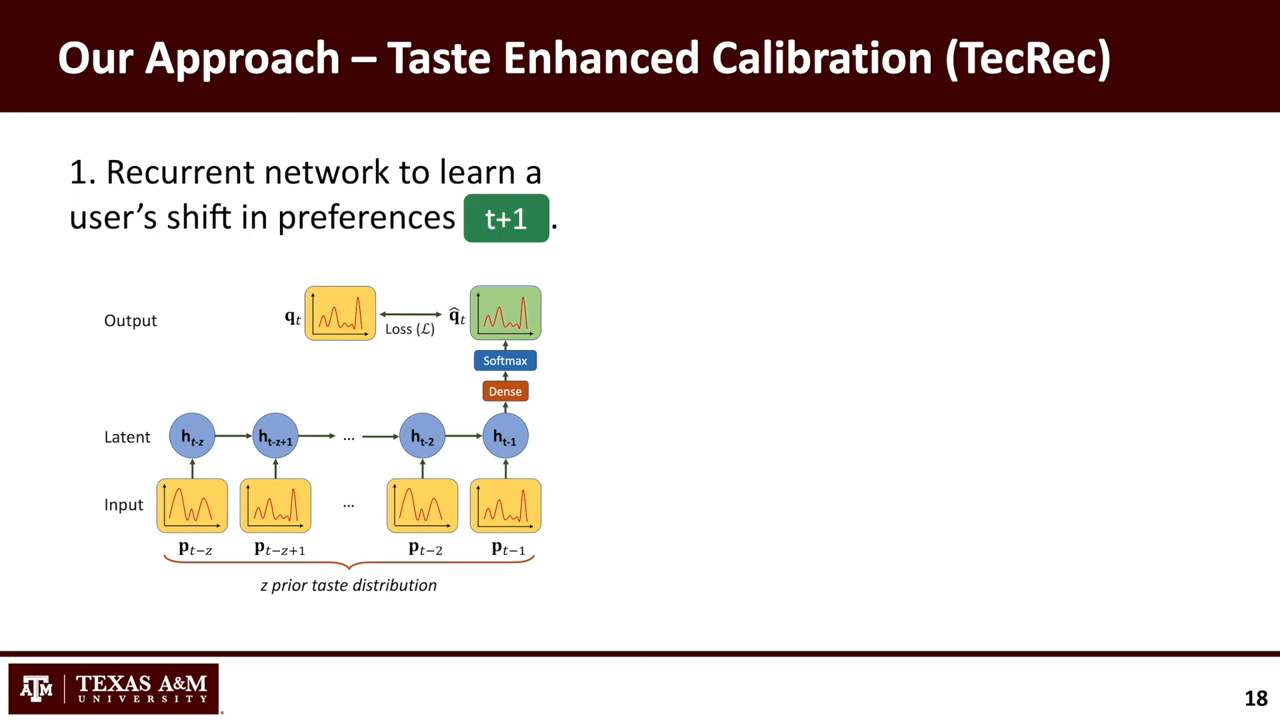 Our Approach – Taste Enhanced Calibration (TecRec)
1. Recurrent network to learn a
user’s shift in preferences t+1 .
Output
q_t
Loss (ℒ)
q̂_t
Softmax
Dense
Latent
h_t-z
h_t-z+1
...
h_t-2
h_t-1
Input
...
p_t−z
p_t−z+1
p_t−2
p_t−1
z prior taste distribution
ATM
TEXAS A&M
UNIVERSITY
.
18